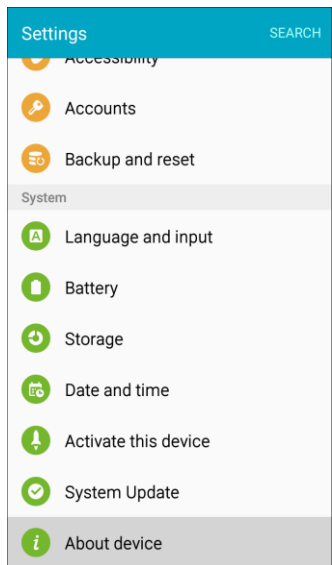 Settings
SEARCH
Accessibility
Accounts
Backup and reset
System
A
Language and input
Battery
Storage
Date and time
Activate this device
System Update
i
About device